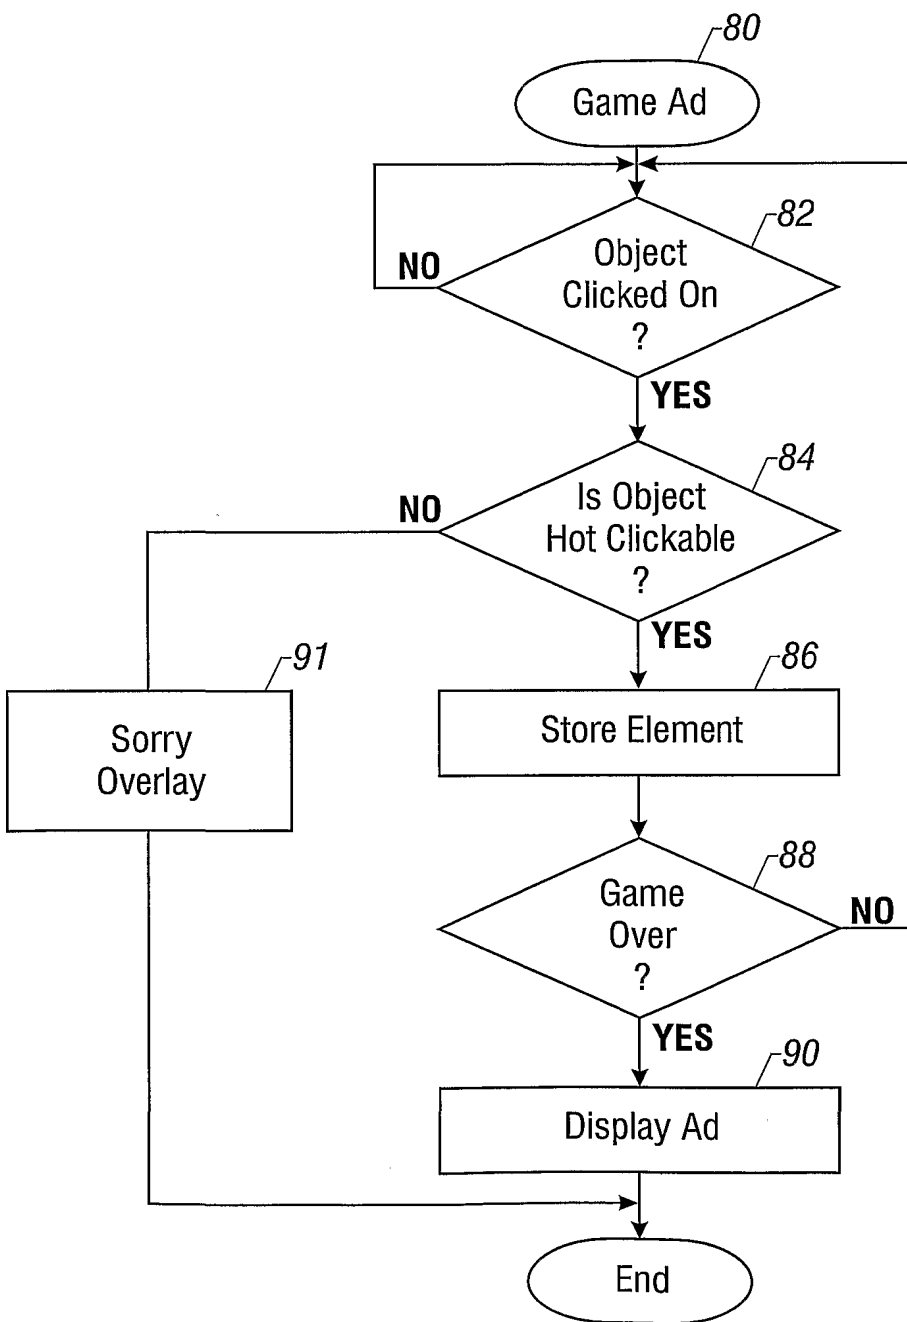 80
Game Ad
82
Object
Clicked On
?
NO
YES
84
Is Object
Hot Clickable
?
NO
YES
91
Sorry
Overlay
86
Store Element
88
Game
Over
?
NO
YES
90
Display Ad
End